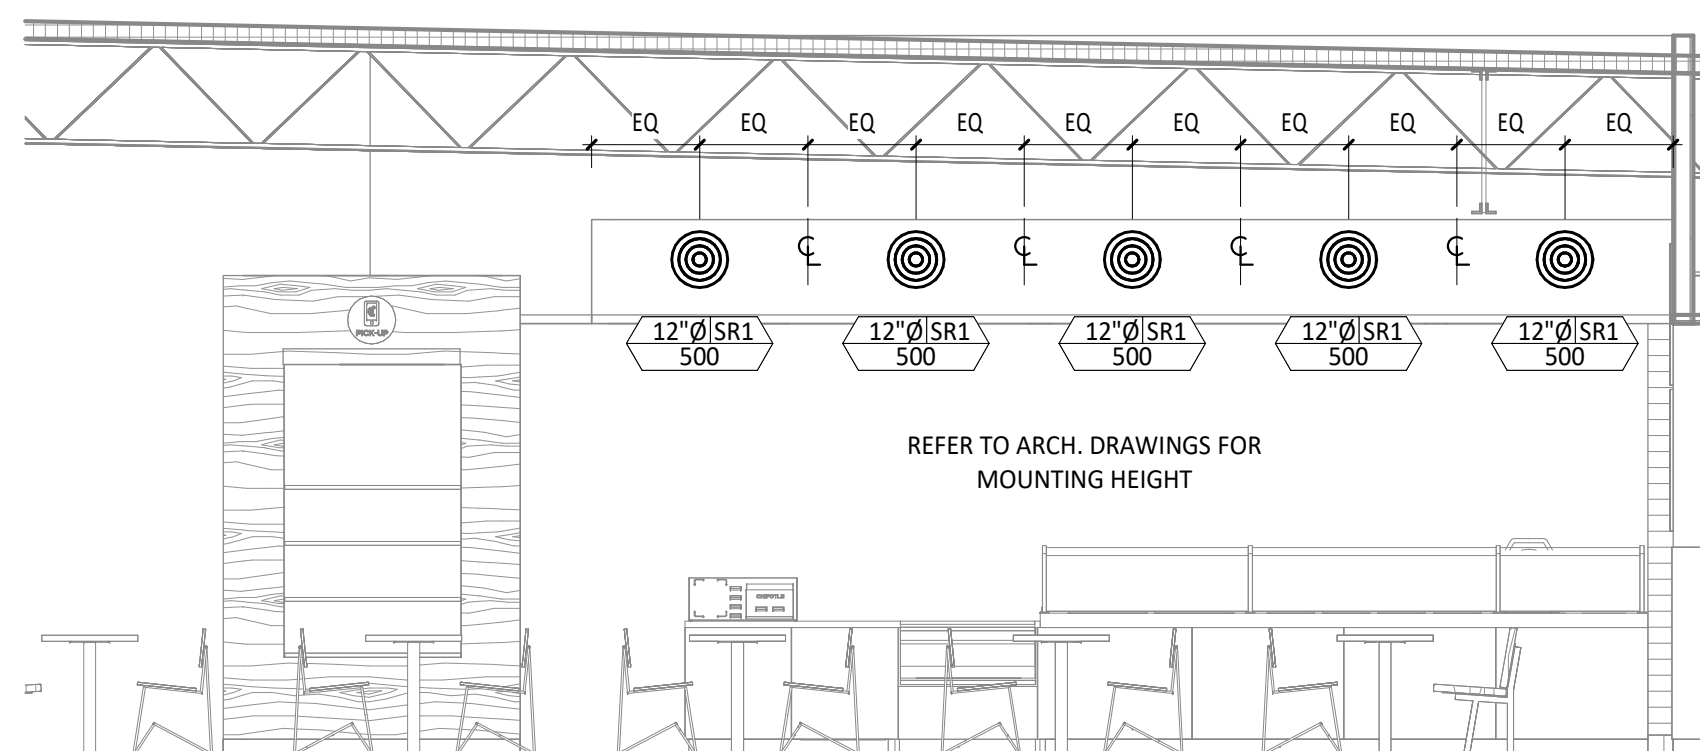 EQ EQ EQ EQ EQ EQ EQ EQ EQ EQ
℄ ℄ ℄ ℄
PICK-UP
12"Ø SR1 12"Ø SR1 12"Ø SR1 12"Ø SR1 12"Ø SR1
500 500 500 500 500
REFER TO ARCH. DRAWINGS FOR
MOUNTING HEIGHT
CHIPOTLE